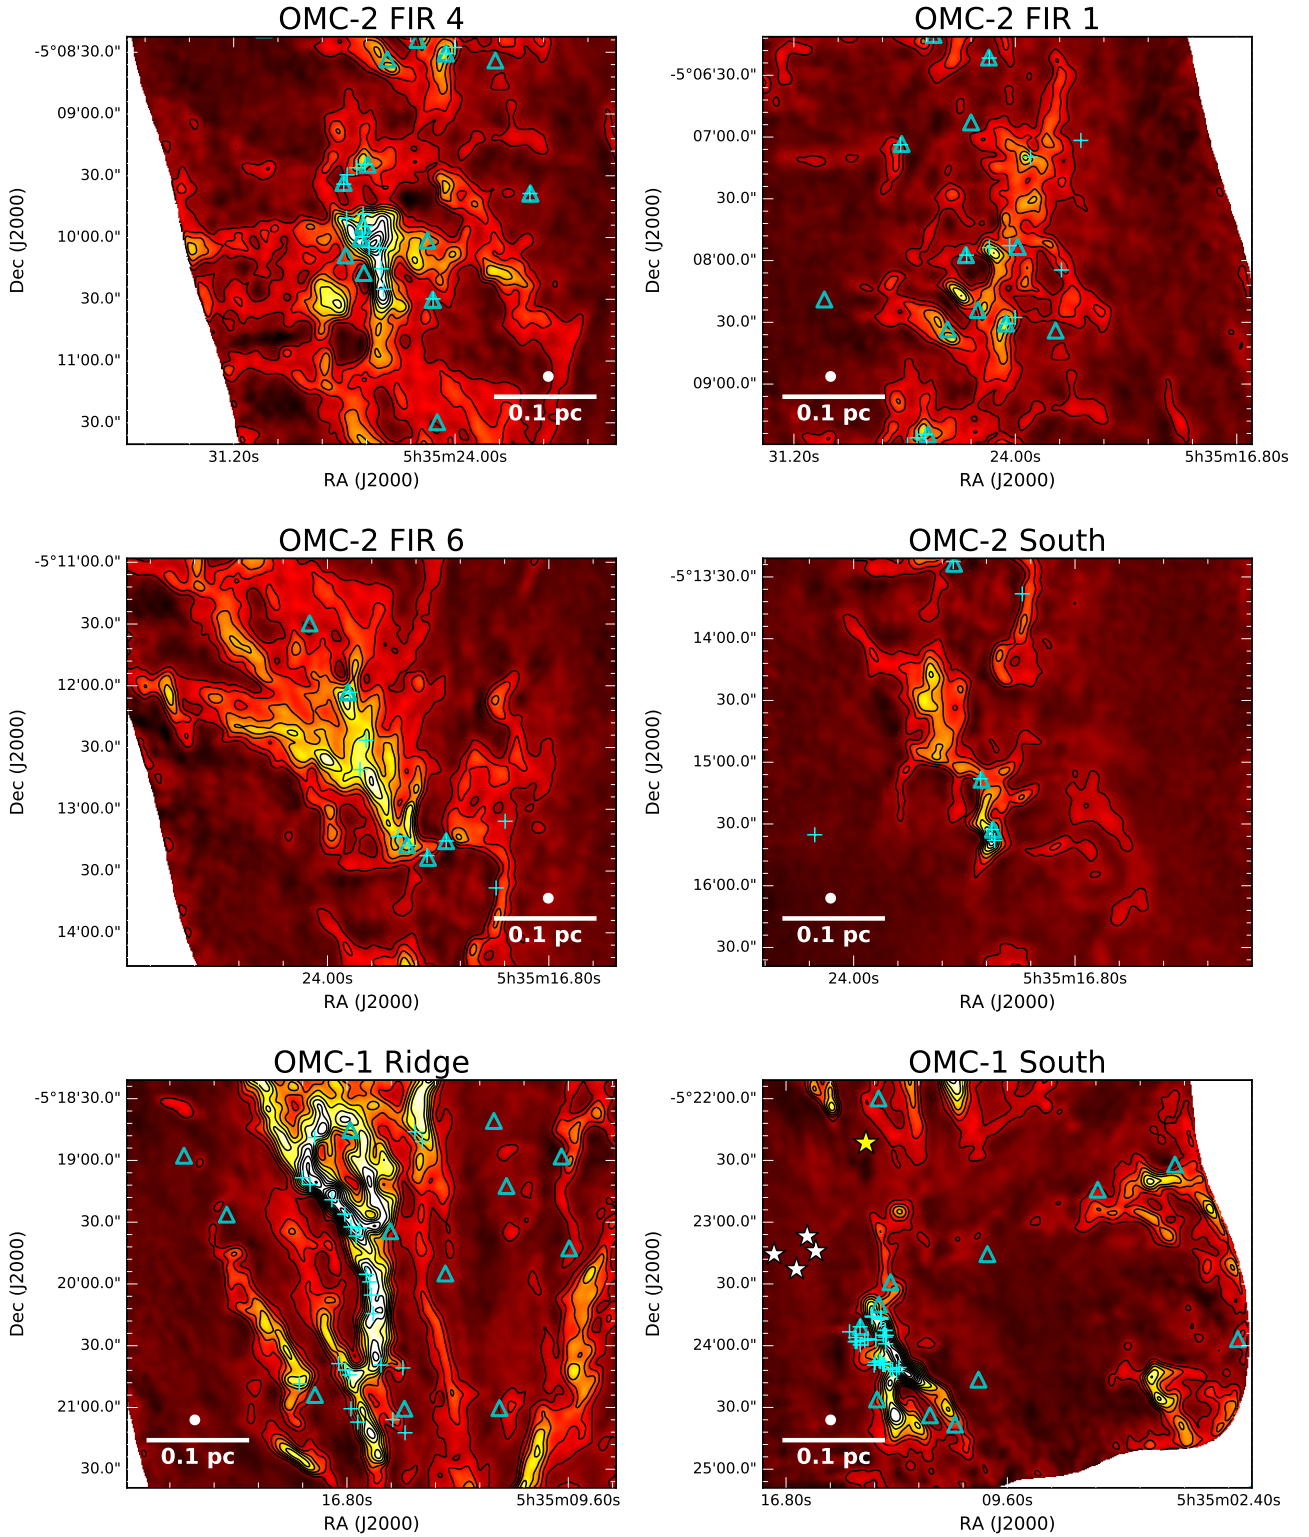 OMC-2 FIR 4
OMC-2 FIR 1
-5°08'30.0"
09'00.0"
30.0"
10'00.0"
30.0"
11'00.0"
30.0"
Dec (J2000)
0.1 pc
31.20s
5h35m24.00s
RA (J2000)
-5°06'30.0"
07'00.0"
30.0"
08'00.0"
30.0"
09'00.0"
Dec (J2000)
0.1 pc
31.20s
24.00s
5h35m16.80s
RA (J2000)
OMC-2 FIR 6
OMC-2 South
-5°11'00.0"
30.0"
12'00.0"
30.0"
13'00.0"
30.0"
14'00.0"
Dec (J2000)
0.1 pc
24.00s
5h35m16.80s
RA (J2000)
-5°13'30.0"
14'00.0"
30.0"
15'00.0"
30.0"
16'00.0"
30.0"
Dec (J2000)
0.1 pc
24.00s
5h35m16.80s
RA (J2000)
OMC-1 Ridge
OMC-1 South
-5°18'30.0"
19'00.0"
30.0"
20'00.0"
30.0"
21'00.0"
30.0"
Dec (J2000)
0.1 pc
16.80s
5h35m09.60s
RA (J2000)
-5°22'00.0"
30.0"
23'00.0"
30.0"
24'00.0"
30.0"
25'00.0"
Dec (J2000)
0.1 pc
16.80s
09.60s
5h35m02.40s
RA (J2000)